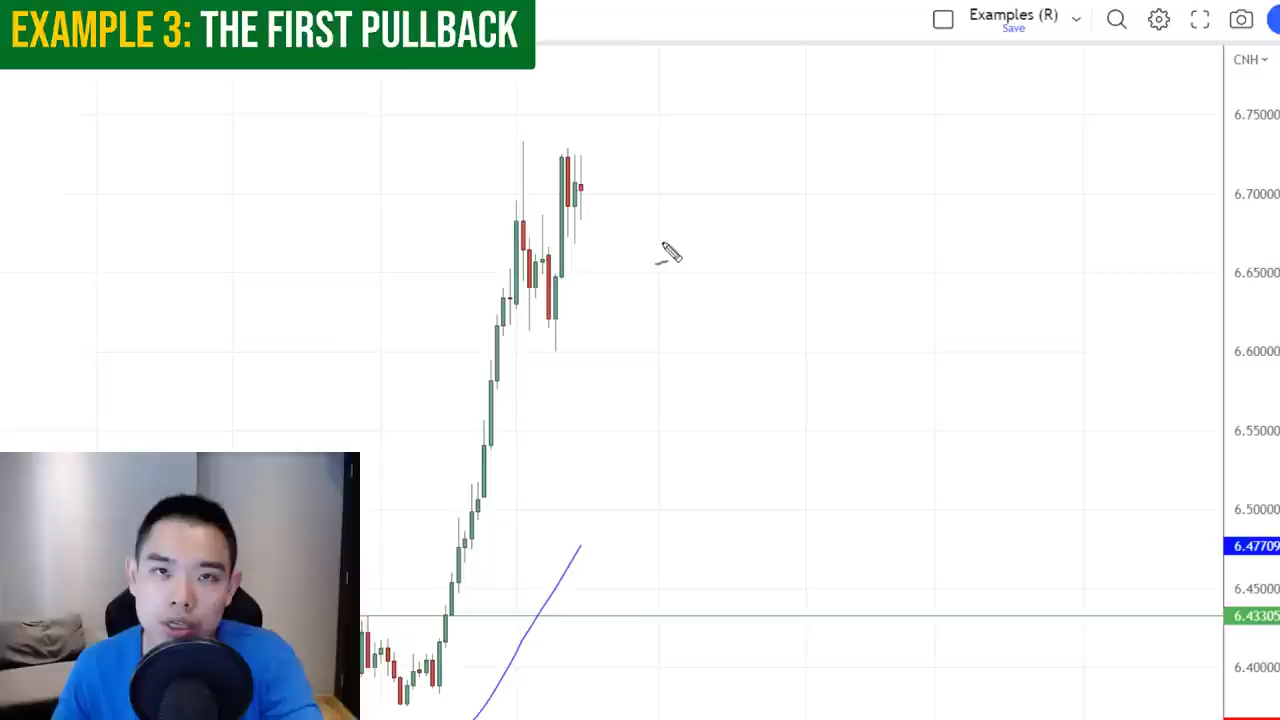 EXAMPLE 3: THE FIRST PULLBACK
Examples (R)
Save
CNH
6.75000
6.70000
6.65000
6.60000
6.55000
6.50000
6.47709
6.45000
6.43305
6.40000